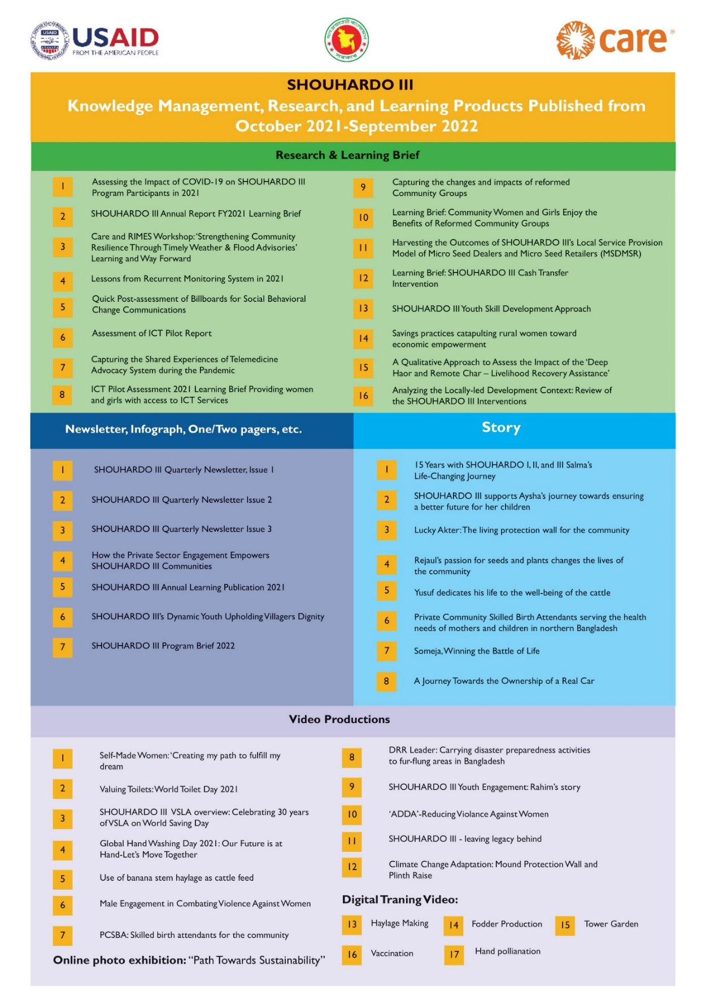 USAID
USAID
FROM THE AMERICAN PEOPLE
গণপ্রজাতন্ত্রী বাংলাদেশ
সরকার
care®
SHOUHARDO III
Knowledge Management, Research, and Learning Products Published from
October 2021-September 2022
Research & Learning Brief
1
Assessing the Impact of COVID-19 on SHOUHARDO III
Program Participants in 2021
2
SHOUHARDO III Annual Report FY2021 Learning Brief
3
Care and RIMES Workshop: ‘Strengthening Community
Resilience Through Timely Weather & Flood Advisories’
Learning and Way Forward
4
Lessons from Recurrent Monitoring System in 2021
5
Quick Post-assessment of Billboards for Social Behavioral
Change Communications
6
Assessment of ICT Pilot Report
7
Capturing the Shared Experiences of Telemedicine
Advocacy System during the Pandemic
8
ICT Pilot Assessment 2021 Learning Brief Providing women
and girls with access to ICT Services
9
Capturing the changes and impacts of reformed
Community Groups
10
Learning Brief: Community Women and Girls Enjoy the
Benefits of Reformed Community Groups
11
Harvesting the Outcomes of SHOUHARDO III’s Local Service Provision
Model of Micro Seed Dealers and Micro Seed Retailers (MSDMSR)
12
Learning Brief: SHOUHARDO III Cash Transfer
Intervention
13
SHOUHARDO III Youth Skill Development Approach
14
Savings practices catapulting rural women toward
economic empowerment
15
A Qualitative Approach to Assess the Impact of the ‘Deep
Haor and Remote Char – Livelihood Recovery Assistance’
16
Analyzing the Locally-led Development Context: Review of
the SHOUHARDO III Interventions
Newsletter, Infograph, One/Two pagers, etc.
1
SHOUHARDO III Quarterly Newsletter, Issue 1
2
SHOUHARDO III Quarterly Newsletter Issue 2
3
SHOUHARDO III Quarterly Newsletter Issue 3
4
How the Private Sector Engagement Empowers
SHOUHARDO III Communities
5
SHOUHARDO III Annual Learning Publication 2021
6
SHOUHARDO III’s Dynamic Youth Upholding Villagers Dignity
7
SHOUHARDO III Program Brief 2022
Story
1
15 Years with SHOUHARDO I, II, and III Salma’s
Life-Changing Journey
2
SHOUHARDO III supports Aysha’s journey towards ensuring
a better future for her children
3
Lucky Akter: The living protection wall for the community
4
Rejaul’s passion for seeds and plants changes the lives of
the community
5
Yusuf dedicates his life to the well-being of the cattle
6
Private Community Skilled Birth Attendants serving the health
needs of mothers and children in northern Bangladesh
7
Someja, Winning the Battle of Life
8
A Journey Towards the Ownership of a Real Car
Video Productions
1
Self-Made Women: ‘Creating my path to fulfill my
dream
2
Valuing Toilets: World Toilet Day 2021
3
SHOUHARDO III VSLA overview: Celebrating 30 years
of VSLA on World Saving Day
4
Global Hand Washing Day 2021: Our Future is at
Hand-Let’s Move Together
5
Use of banana stem haylage as cattle feed
6
Male Engagement in Combating Violence Against Women
7
PCSBA: Skilled birth attendants for the community
Online photo exhibition: “Path Towards Sustainability”
8
DRR Leader: Carrying disaster preparedness activities
to fur-flung areas in Bangladesh
9
SHOUHARDO III Youth Engagement: Rahim’s story
10
‘ADDA’-Reducing Violance Against Women
11
SHOUHARDO III - leaving legacy behind
12
Climate Change Adaptation: Mound Protection Wall and
Plinth Raise
Digital Traning Video:
13 Haylage Making 14 Fodder Production 15 Tower Garden
16 Vaccination 17 Hand pollianation